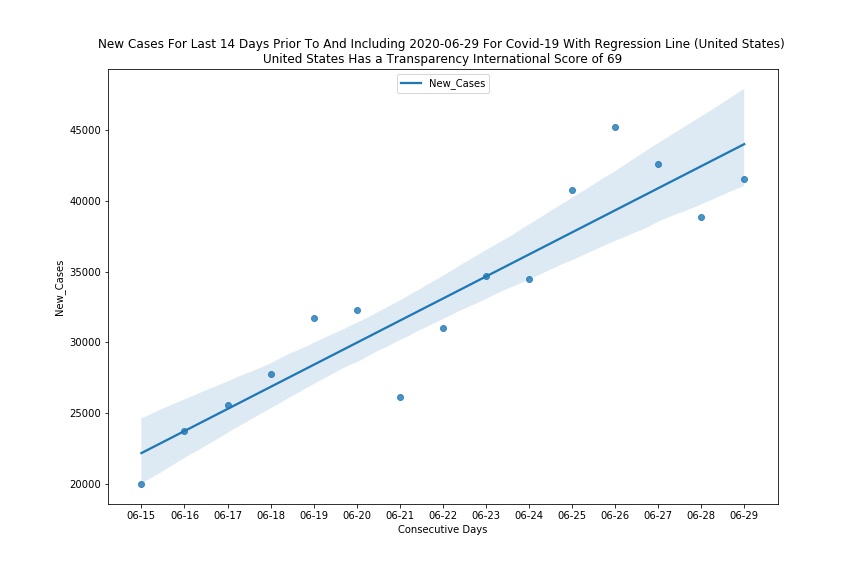 New Cases For Last 14 Days Prior To And Including 2020-06-29 For Covid-19 With Regression Line (United States)
United States Has a Transparency International Score of 69
New_Cases
45000
40000
35000
30000
25000
20000
New_Cases
06-15 06-16 06-17 06-18 06-19 06-20 06-21 06-22 06-23 06-24 06-25 06-26 06-27 06-28 06-29
Consecutive Days